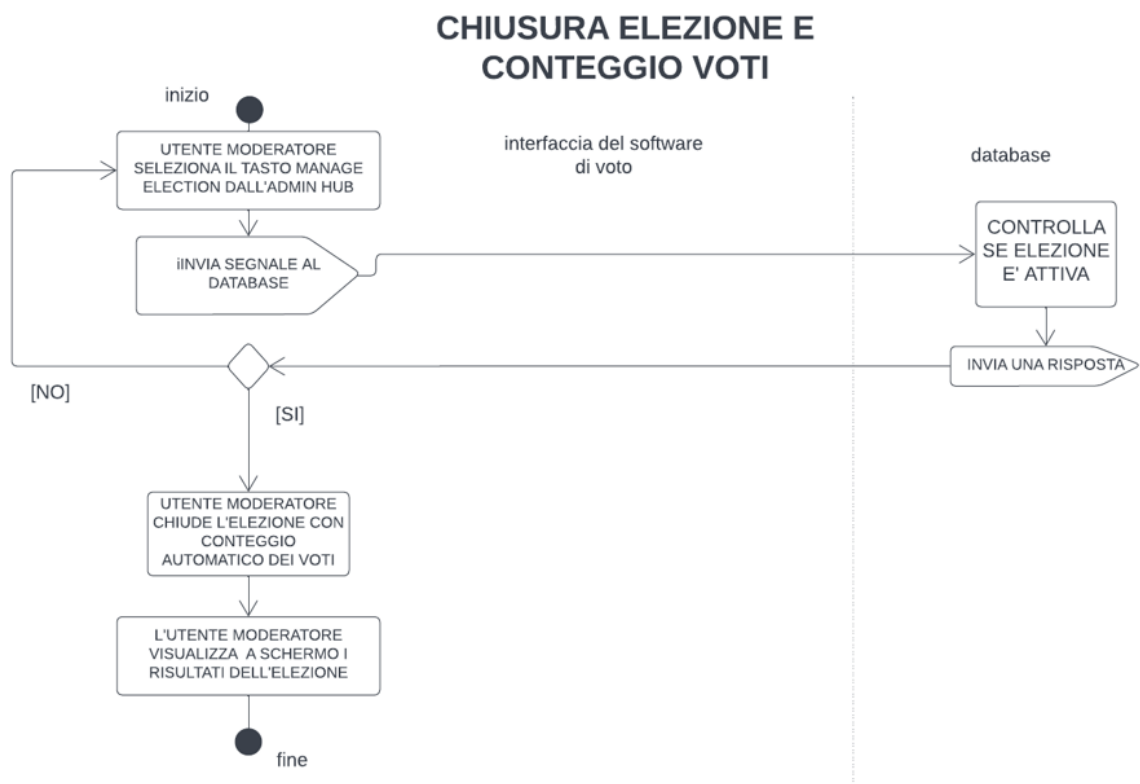 CHIUSURA ELEZIONE E
CONTEGGIO VOTI
inizio
UTENTE MODERATORE
SELEZIONA IL TASTO MANAGE
ELECTION DALL'ADMIN HUB
interfaccia del software
di voto
database
CONTROLLA
SE ELEZIONE
E' ATTIVA
iINVIA SEGNALE AL
DATABASE
INVIA UNA RISPOSTA
[NO]
[SI]
UTENTE MODERATORE
CHIUDE L'ELEZIONE CON
CONTEGGIO
AUTOMATICO DEI VOTI
L'UTENTE MODERATORE
VISUALIZZA A SCHERMO I
RISULTATI DELL'ELEZIONE
fine